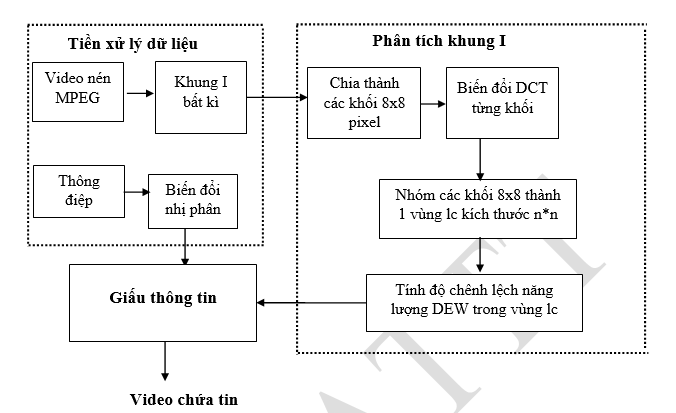 Tiền xử lý dữ liệu
Video nén
MPEG
Khung I
bất kì
Thông
điệp
Biến đổi
nhị phân
Phân tích khung I
Chia thành
các khối 8x8
pixel
Biến đổi DCT
từng khối
Nhóm các khối 8x8 thành
1 vùng lc kích thước n*n
Tính độ chênh lệch năng
lượng DEW trong vùng lc
Giấu thông tin
Video chứa tin